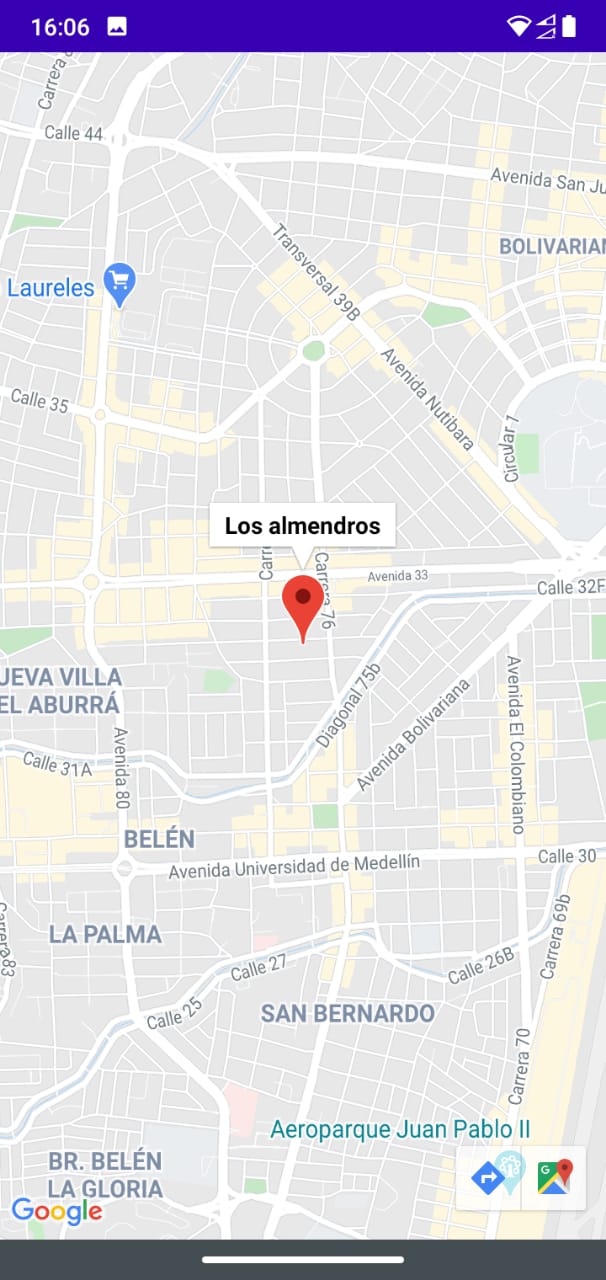 16:06
Carrera 8
Calle 44
Avenida San Ju
BOLIVARIAN
Transversal 39B
Laureles
Avenida Nutibara
Calle 35
Circular 1
Los almendros
Carre
Carrera 76
Avenida 33
Calle 32F
UEVA VILLA
EL ABURRÁ
Diagonal 75b
Avenida Bolivariana
Avenida El Colombiano
Avenida 80
Calle 31A
BELÉN
Avenida Universidad de Medellín
Calle 30
Carrera 83
LA PALMA
Carrera 69b
Calle 27
Calle 26B
Calle 25
SAN BERNARDO
Carrera 70
Aeroparque Juan Pablo II
BR. BELÉN
LA GLORIA
Google
G